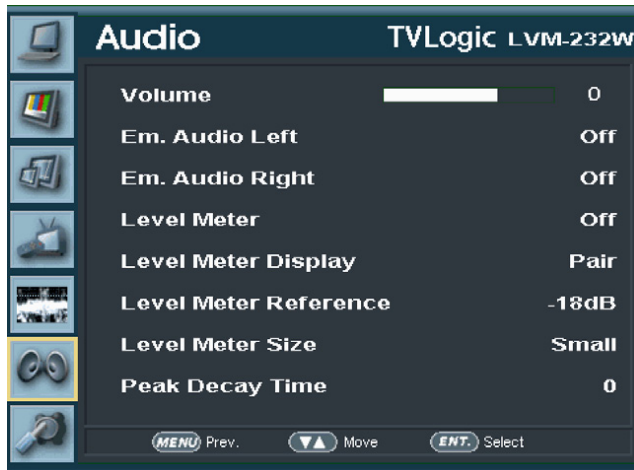 Audio TVLogic LVM-232W
Volume 0
Em. Audio Left Off
Em. Audio Right Off
Level Meter Off
Level Meter Display Pair
Level Meter Reference -18dB
Level Meter Size Small
Peak Decay Time 0
MENU Prev. ▼▲ Move ENT. Select